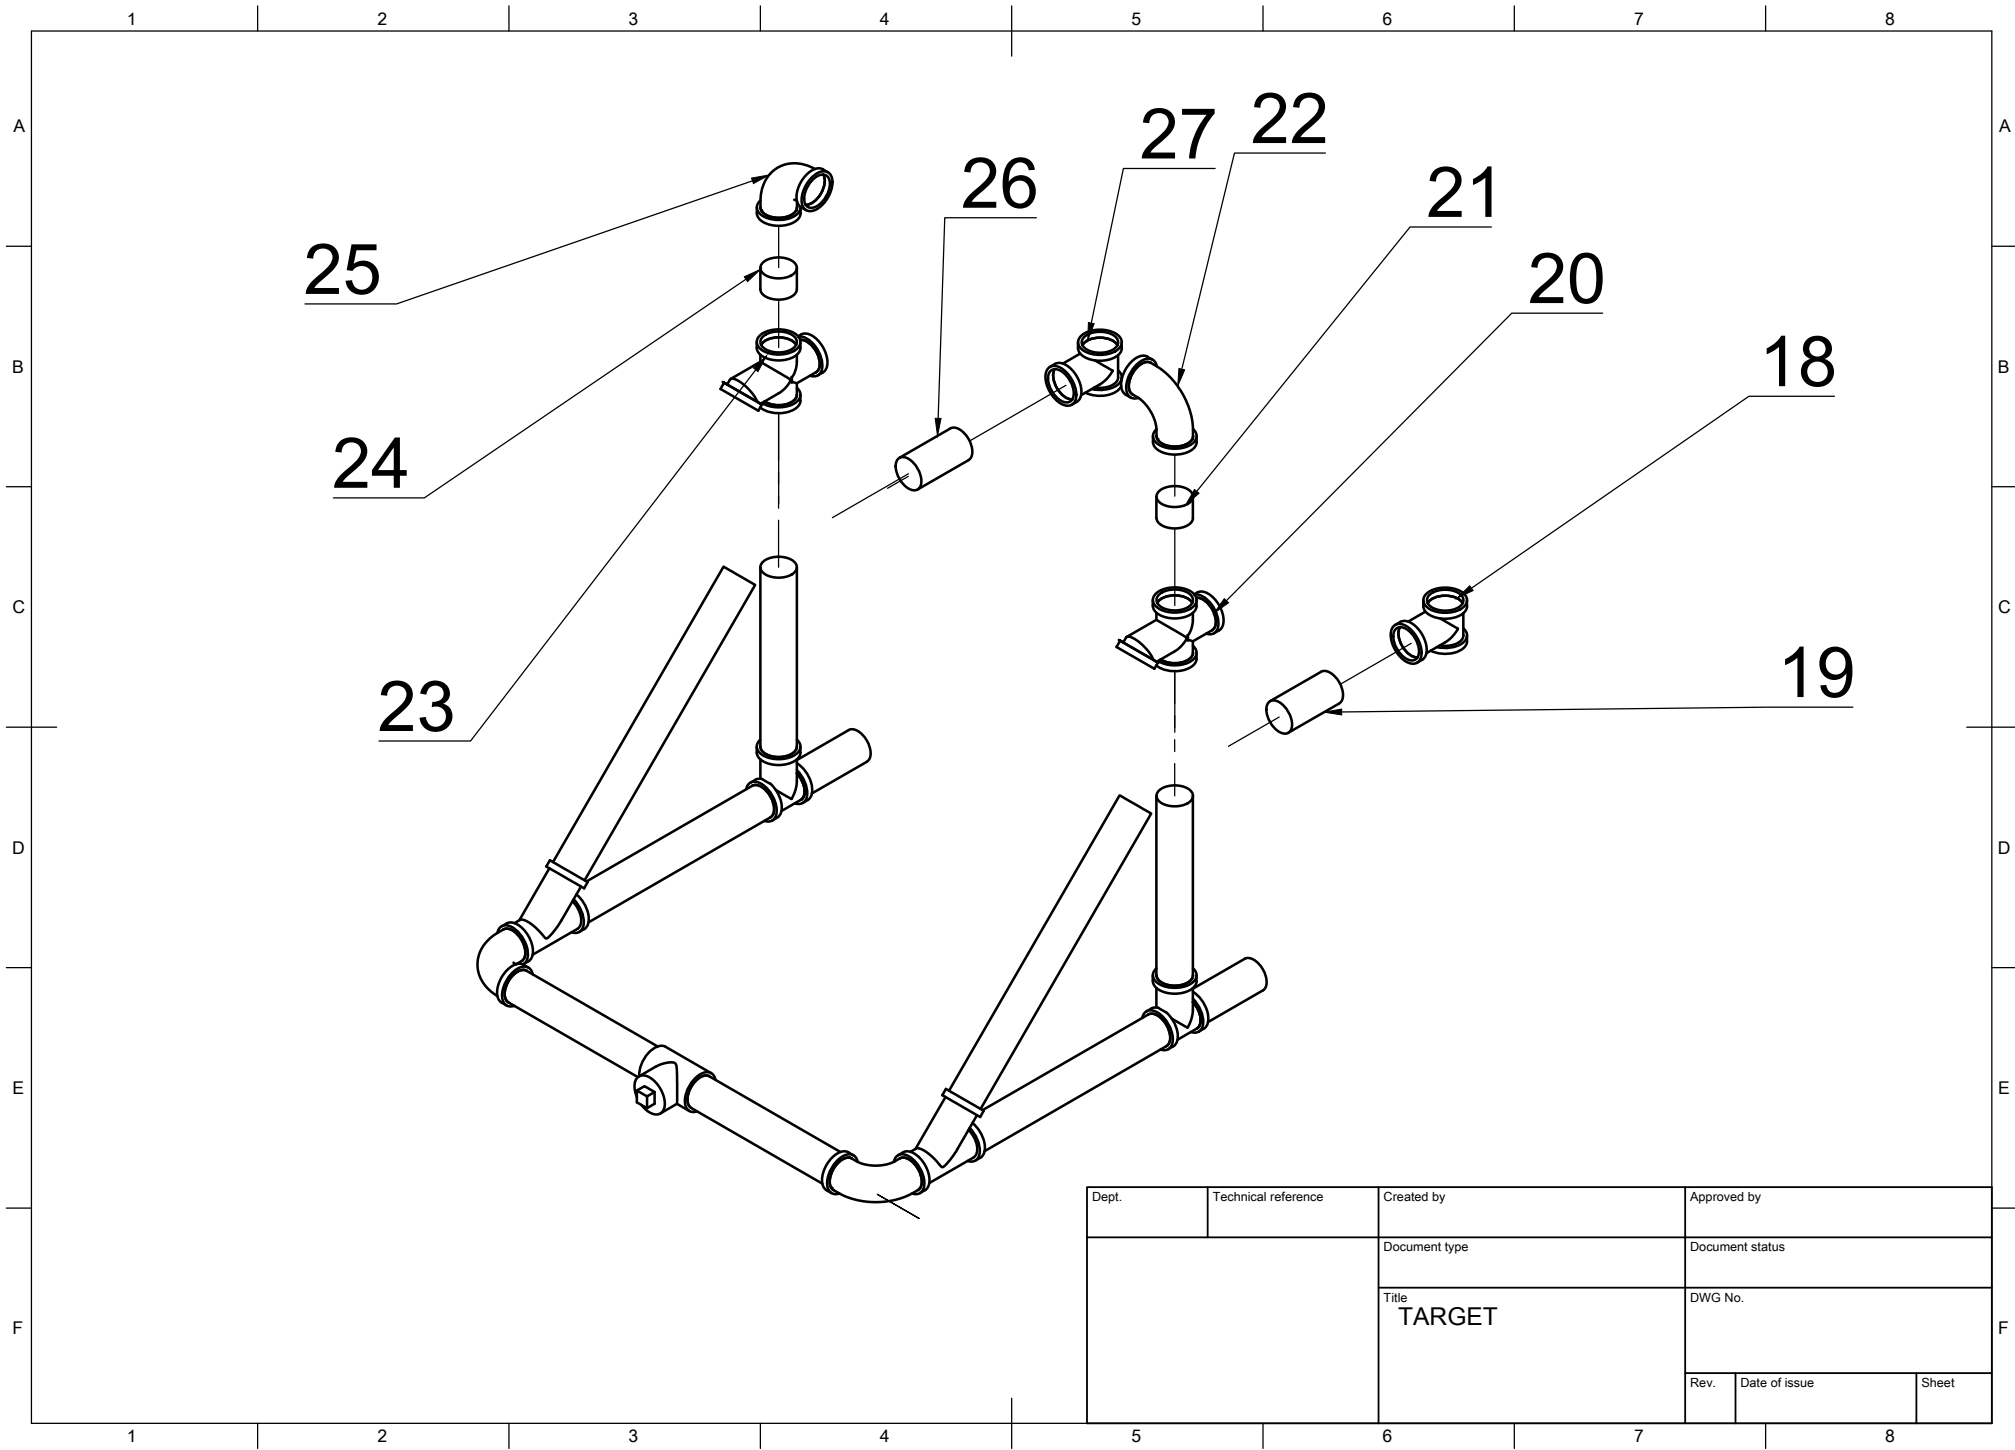 1 2 3 4 5 6 7 8
A A
27 22
26
21
25
20
B 18 B
24
19
23
C C
D D
E E
Dept. Technical reference Created by Approved by
Document type Document status
Title DWG No.
TARGET
F F
Rev. Date of issue Sheet
1 2 3 4 5 6 7 8